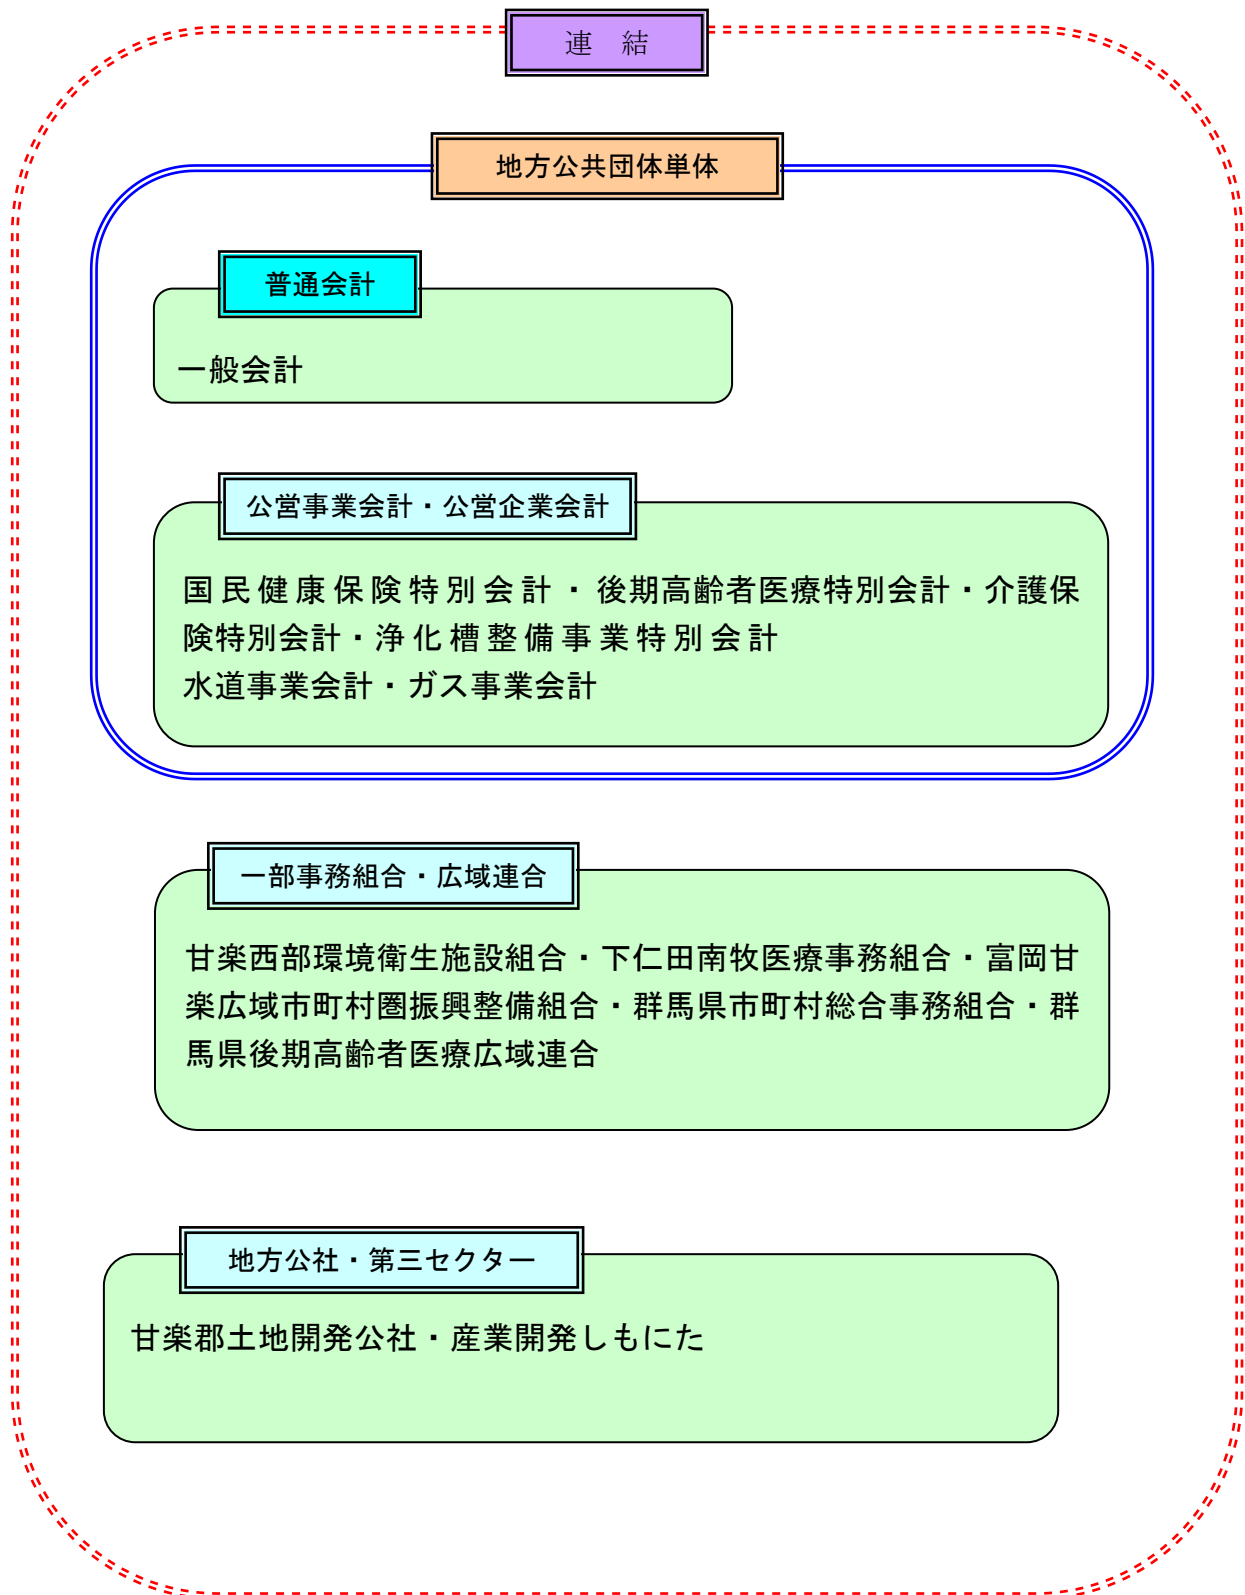 連　結
地方公共団体単体
普通会計
一般会計
公営事業会計・公営企業会計
国民健康保険特別会計・後期高齢者医療特別会計・介護保
険特別会計・浄化槽整備事業特別会計
水道事業会計・ガス事業会計
一部事務組合・広域連合
甘楽西部環境衛生施設組合・下仁田南牧医療事務組合・富岡甘
楽広域市町村圏振興整備組合・群馬県市町村総合事務組合・群
馬県後期高齢者医療広域連合
地方公社・第三セクター
甘楽郡土地開発公社・産業開発しもにた